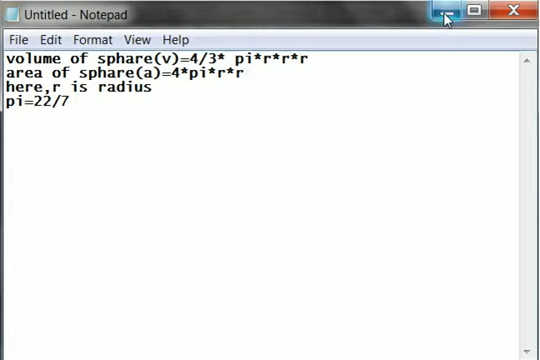 Untitled - Notepad
File Edit Format View Help
volume of sphare(v)=4/3* pi*r*r*r
area of sphare(a)=4*pi*r*r
here,r is radius
pi=22/7